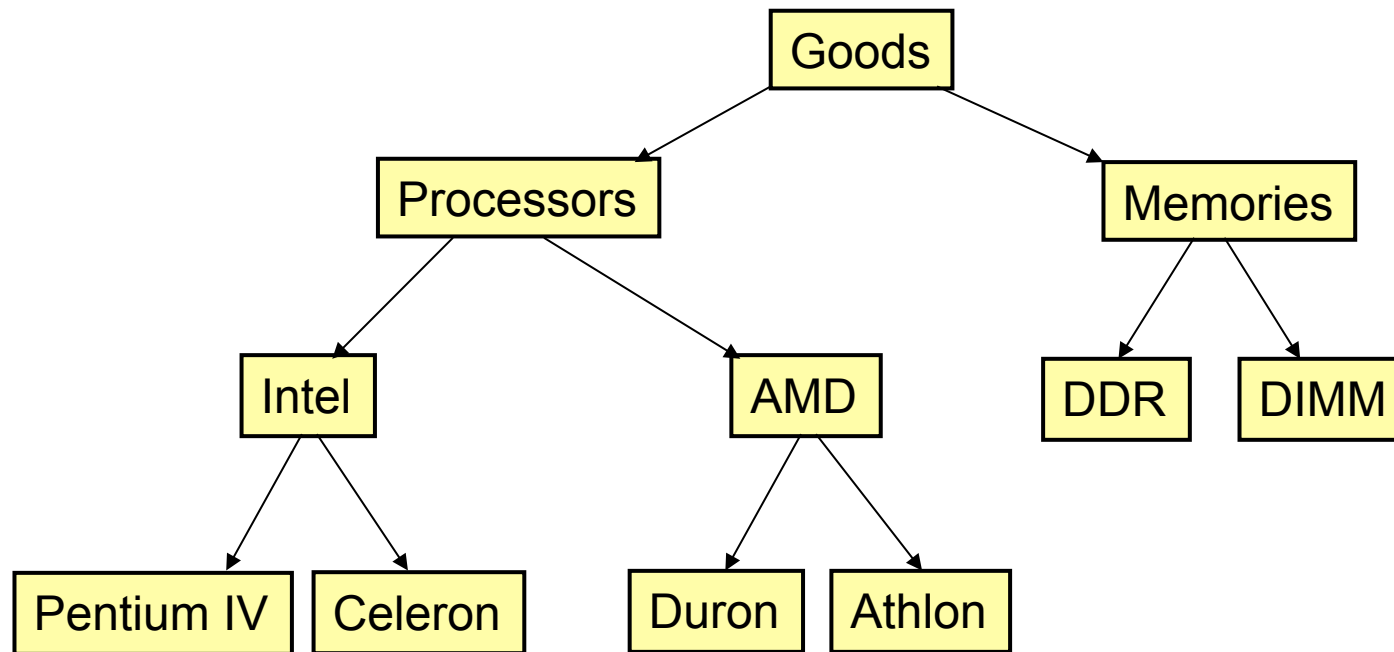 Goods
Processors
Memories
Intel
AMD
DDR
DIMM
Pentium IV
Celeron
Duron
Athlon